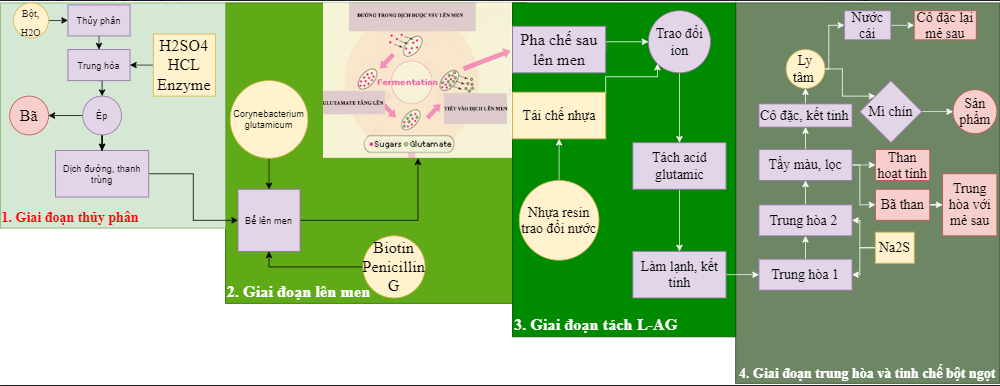 Bột,
H2O
Thủy phân
Trung hòa
H2SO4
HCL
Enzyme
Bã
Ép
Dịch đường, thanh
trùng
1. Giai đoạn thủy phân
Corynebacterium
glutamicum
Bể lên men
Biotin
Penicillin
G
2. Giai đoạn lên men
ĐƯỜNG TRONG DỊCH ĐƯỢC VSV LÊN MEN
Fermentation
GLUTAMATE TĂNG LÊN
TIẾT VÀO DỊCH LÊN MEN
Sugars Glutamate
Pha chế sau
lên men
Trao đổi
ion
Tái chế nhựa
Tách acid
glutamic
Nhựa resin
trao đổi nước
Làm lạnh, kết
tinh
3. Giai đoạn tách L-AG
Nước
cái
Cô đặc lại
mẻ sau
Ly
tâm
Mì chín
Sản
phẩm
Cô đặc, kết tinh
Tẩy màu, lọc
Than
hoạt tính
Bã than
Trung
hòa với
mẻ sau
Trung hòa 2
Na2S
Trung hòa 1
4. Giai đoạn trung hòa và tinh chế bột ngọt